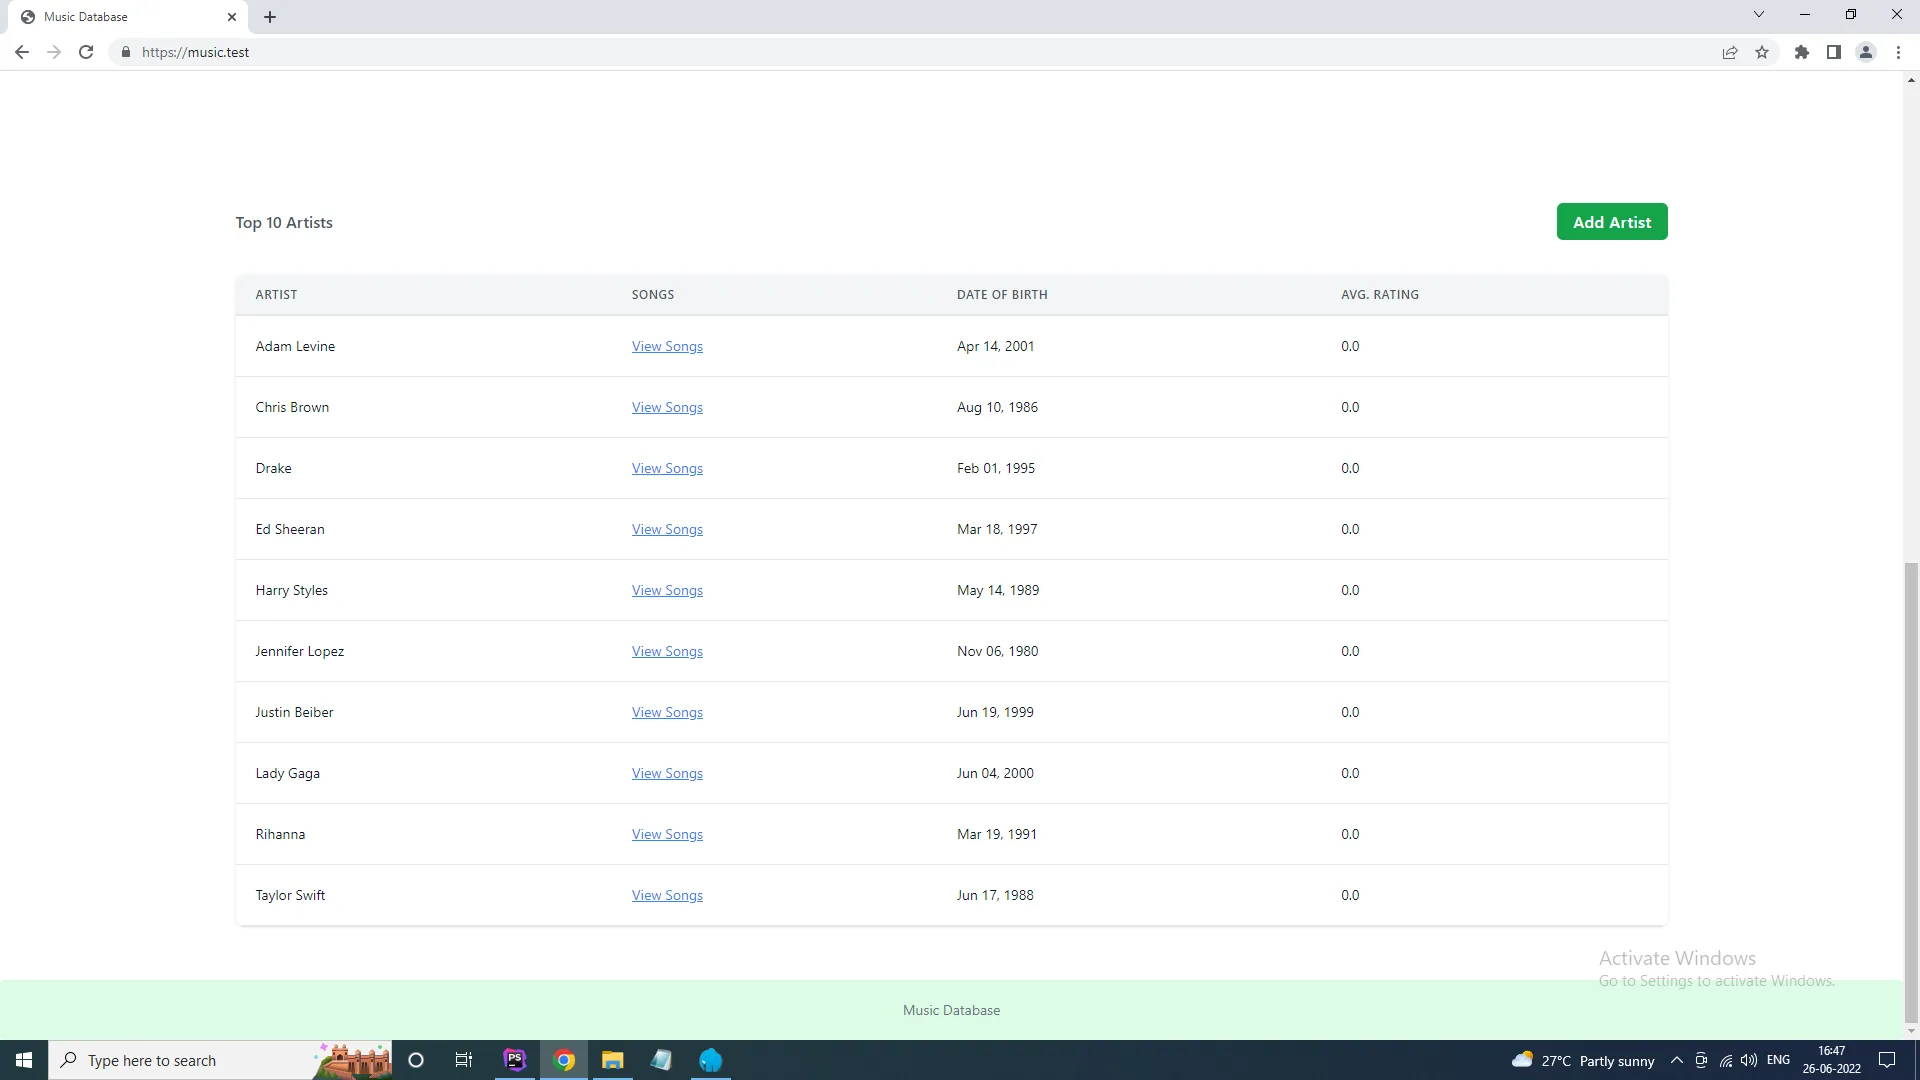 Music Database
https://music.test
Top 10 Artists
Add Artist
ARTIST SONGS DATE OF BIRTH AVG. RATING
Adam Levine View Songs Apr 14, 2001 0.0
Chris Brown View Songs Aug 10, 1986 0.0
Drake View Songs Feb 01, 1995 0.0
Ed Sheeran View Songs Mar 18, 1997 0.0
Harry Styles View Songs May 14, 1989 0.0
Jennifer Lopez View Songs Nov 06, 1980 0.0
Justin Beiber View Songs Jun 19, 1999 0.0
Lady Gaga View Songs Jun 04, 2000 0.0
Rihanna View Songs Mar 19, 1991 0.0
Taylor Swift View Songs Jun 17, 1988 0.0
Activate Windows
Go to Settings to activate Windows.
Music Database
Type here to search PS 27°C Partly sunny ENG 16:47
26-06-2022